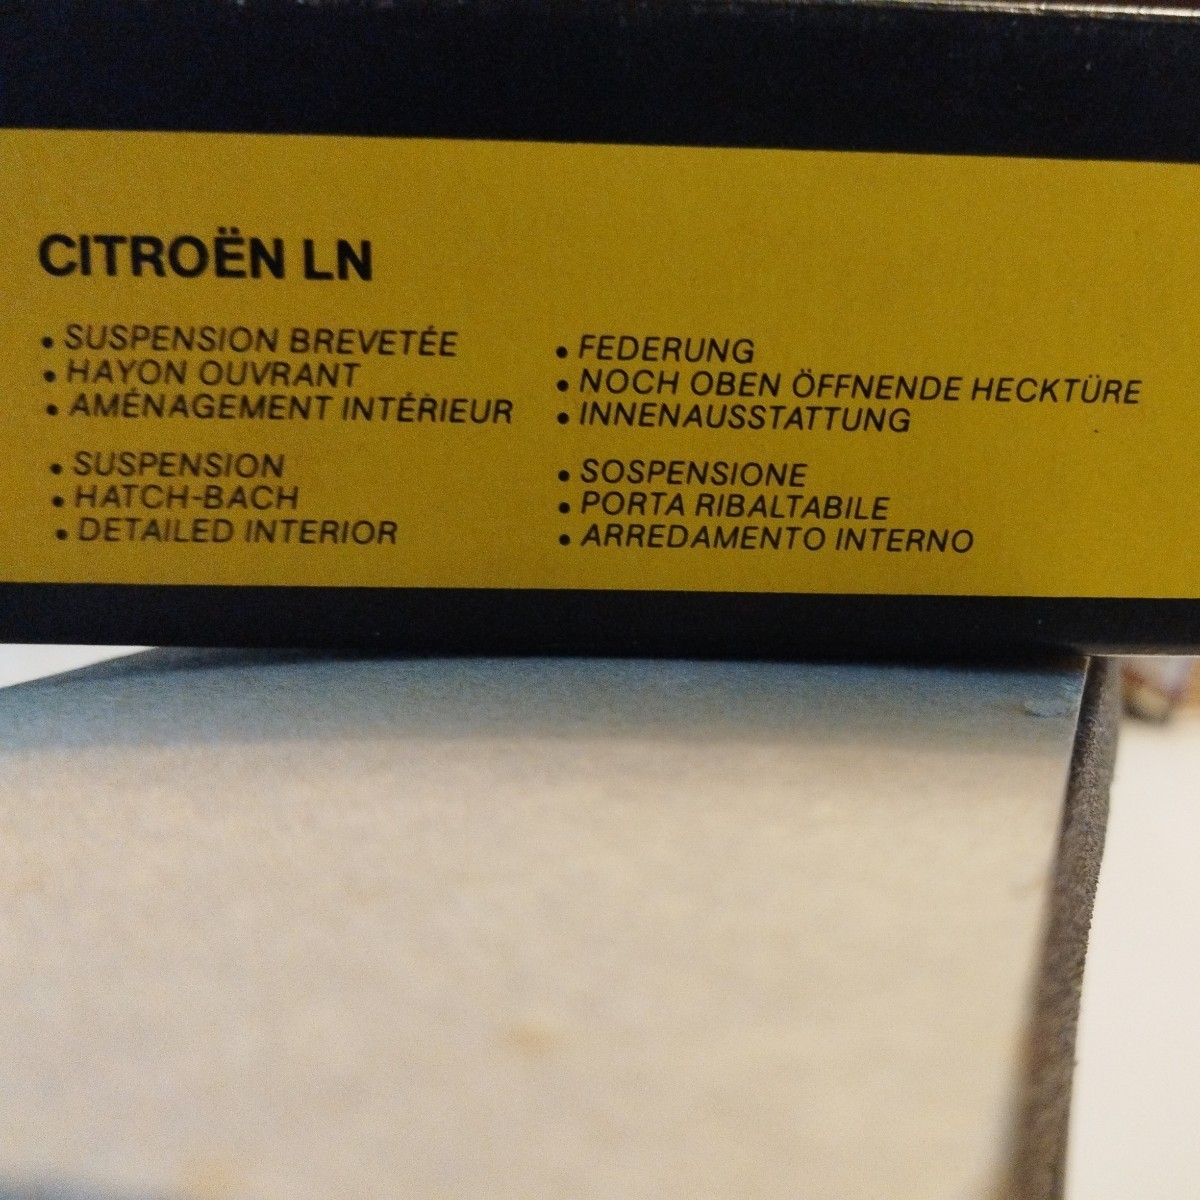 CITROËN LN
• SUSPENSION BREVETÉE
• HAYON OUVRANT
• AMÉNAGEMENT INTÉRIEUR
• SUSPENSION
• HATCH-BACH
• DETAILED INTERIOR
• FEDERUNG
• NOCH OBEN ÖFFNENDE HECKTÜRE
• INNENAUSSTATTUNG
• SOSPENSIONE
• PORTA RIBALTABILE
• ARREDAMENTO INTERNO